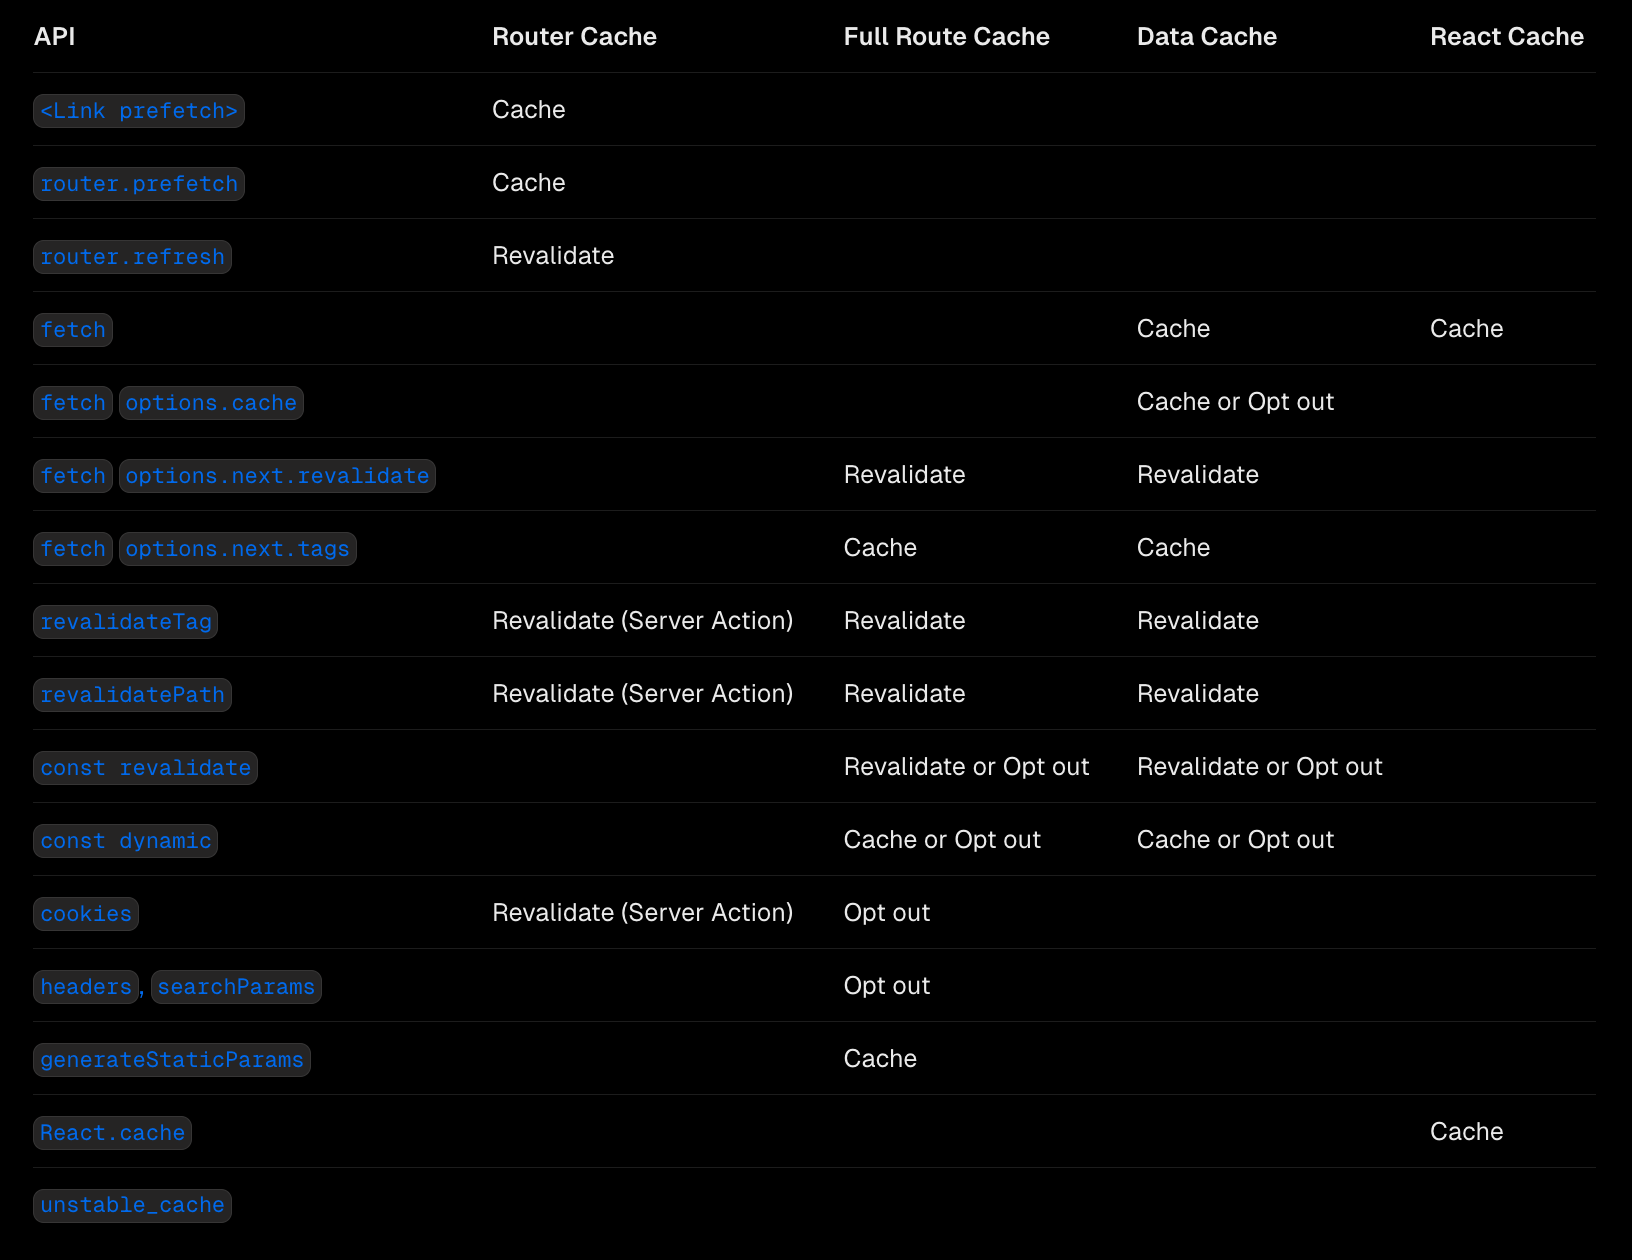 API Router Cache Full Route Cache Data Cache React Cache
<Link prefetch> Cache
router.prefetch Cache
router.refresh Revalidate
fetch Cache Cache
fetch options.cache Cache or Opt out
fetch options.next.revalidate Revalidate Revalidate
fetch options.next.tags Cache Cache
revalidateTag Revalidate (Server Action) Revalidate Revalidate
revalidatePath Revalidate (Server Action) Revalidate Revalidate
const revalidate Revalidate or Opt out Revalidate or Opt out
const dynamic Cache or Opt out Cache or Opt out
cookies Revalidate (Server Action) Opt out
headers, searchParams Opt out
generateStaticParams Cache
React.cache Cache
unstable_cache